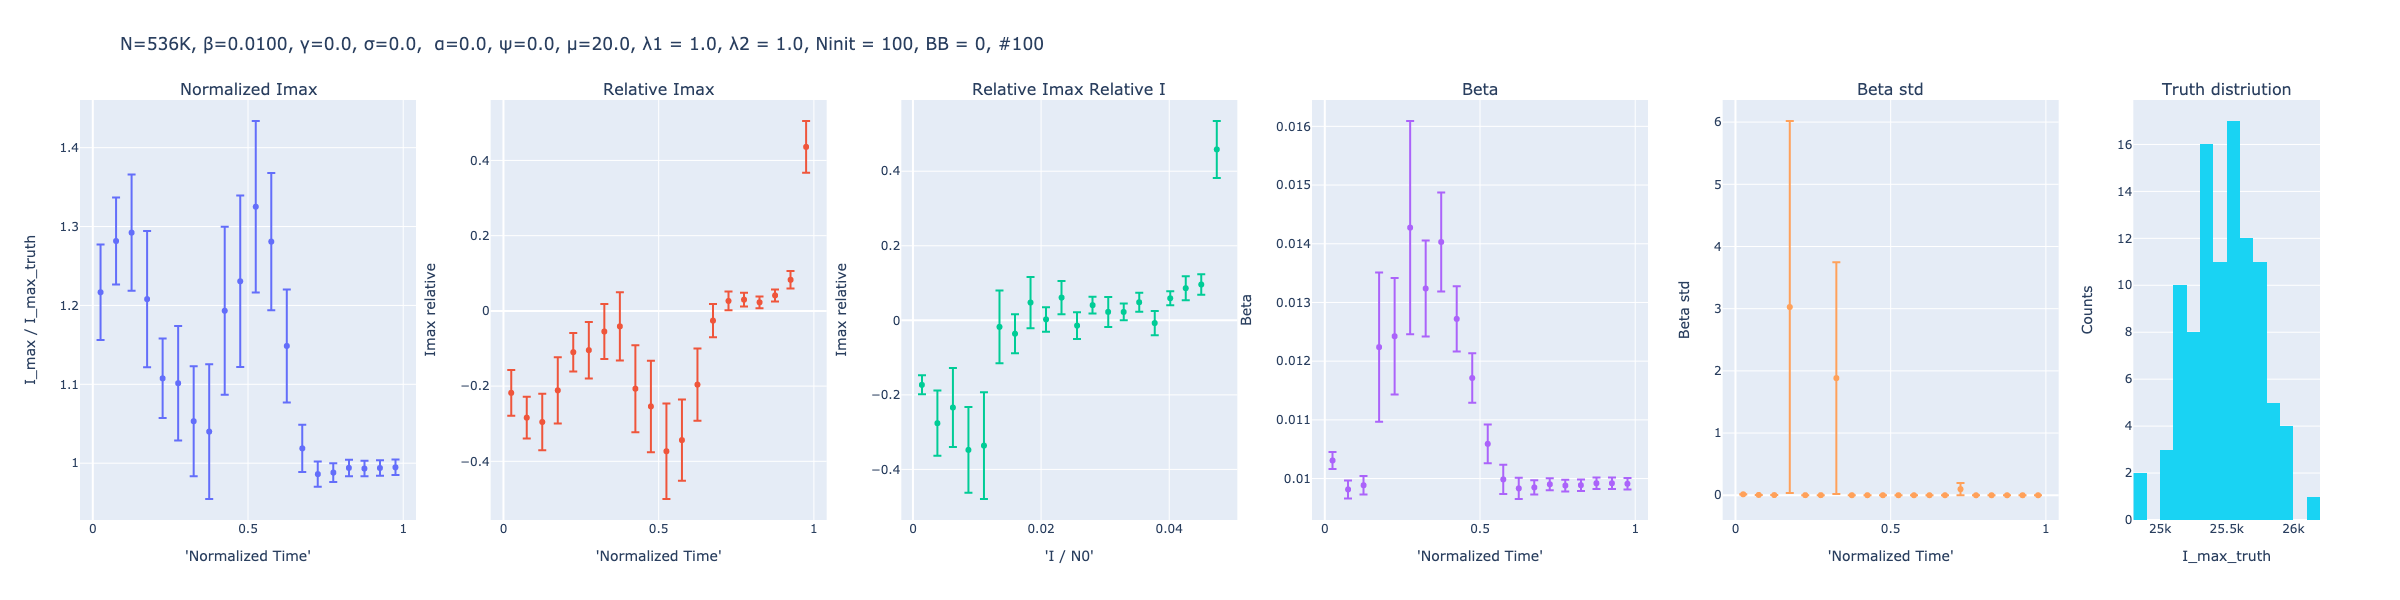 N=536K, β=0.0100, γ=0.0, σ=0.0,  α=0.0, ψ=0.0, μ=20.0, λ1 = 1.0, λ2 = 1.0, Ninit = 100, BB = 0, #100
Normalized Imax
I_max / I_max_truth
1.4
1.3
1.2
1.1
1
0
0.5
1
'Normalized Time'
Relative Imax
Imax relative
0.4
0.2
0
−0.2
−0.4
0
0.5
1
'Normalized Time'
Relative Imax Relative I
Imax relative
0.4
0.2
0
−0.2
−0.4
0
0.02
0.04
'I / N0'
Beta
Beta
0.016
0.015
0.014
0.013
0.012
0.011
0.01
0
0.5
1
'Normalized Time'
Beta std
Beta std
6
5
4
3
2
1
0
0
0.5
1
'Normalized Time'
Truth distriution
Counts
16
14
12
10
8
6
4
2
0
25k
25.5k
26k
I_max_truth